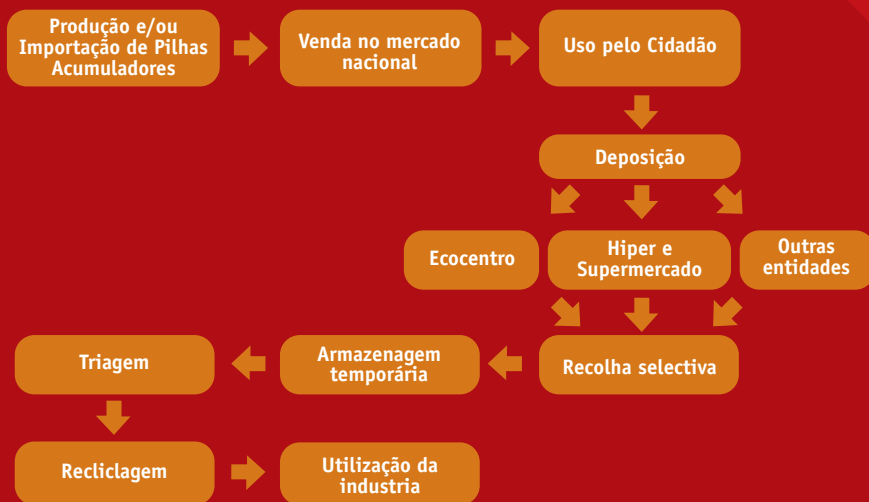 Produção e/ou
Importação de Pilhas
Acumuladores
Venda no mercado
nacional
Uso pelo Cidadão
Deposição
Ecocentro
Hiper e
Supermercado
Outras
entidades
Recolha selectiva
Armazenagem
temporária
Triagem
Recliclagem
Utilização da
industria